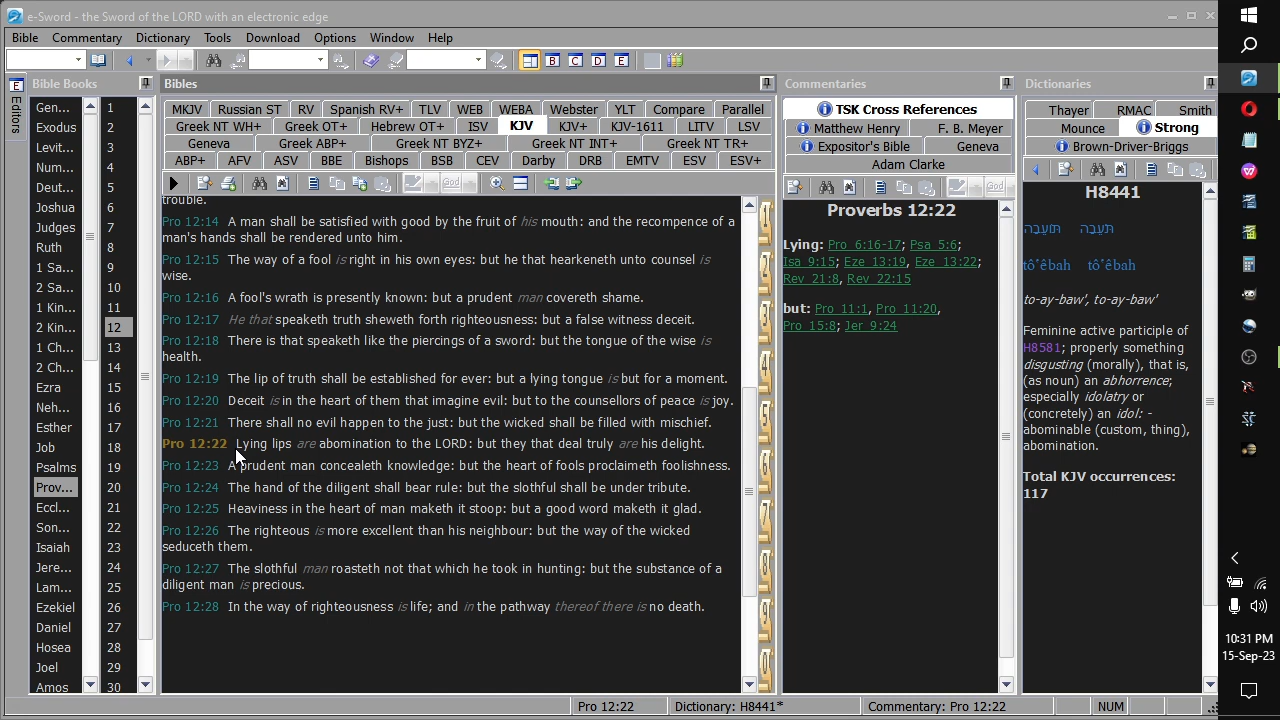 e-Sword - the Sword of the LORD with an electronic edge
Bible Commentary Dictionary Tools Download Options Window Help
B C D E
E Editors
Bible Books
Gen...
Exodus
Levit...
Num...
Deut...
Joshua
Judges
Ruth
1 Sa...
2 Sa...
1 Kin...
2 Kin...
1 Ch...
2 Ch...
Ezra
Neh...
Esther
Job
Psalms
Prov...
Eccl...
Son...
Isaiah
Jere...
Lam...
Ezekiel
Daniel
Hosea
Joel
Amos
1
2
3
4
5
6
7
8
9
10
11
12
13
14
15
16
17
18
19
20
21
22
23
24
25
26
27
28
29
30
Bibles
MKJV Russian ST RV Spanish RV+ TLV WEB WEBA Webster YLT Compare Parallel
Greek NT WH+ Greek OT+ Hebrew OT+ ISV KJV KJV+ KJV-1611 LITV LSV
Geneva Greek ABP+ Greek NT BYZ+ Greek NT INT+ Greek NT TR+
ABP+ AFV ASV BBE Bishops BSB CEV Darby DRB EMTV ESV ESV+
God
trouble.
Pro 12:14 A man shall be satisfied with good by the fruit of his mouth: and the recompence of a
man's hands shall be rendered unto him.
Pro 12:15 The way of a fool is right in his own eyes: but he that hearkeneth unto counsel is
wise.
Pro 12:16 A fool's wrath is presently known: but a prudent man covereth shame.
Pro 12:17 He that speaketh truth sheweth forth righteousness: but a false witness deceit.
Pro 12:18 There is that speaketh like the piercings of a sword: but the tongue of the wise is
health.
Pro 12:19 The lip of truth shall be established for ever: but a lying tongue is but for a moment.
Pro 12:20 Deceit is in the heart of them that imagine evil: but to the counsellors of peace is joy.
Pro 12:21 There shall no evil happen to the just: but the wicked shall be filled with mischief.
Pro 12:22 Lying lips are abomination to the LORD: but they that deal truly are his delight.
Pro 12:23 A prudent man concealeth knowledge: but the heart of fools proclaimeth foolishness.
Pro 12:24 The hand of the diligent shall bear rule: but the slothful shall be under tribute.
Pro 12:25 Heaviness in the heart of man maketh it stoop: but a good word maketh it glad.
Pro 12:26 The righteous is more excellent than his neighbour: but the way of the wicked
seduceth them.
Pro 12:27 The slothful man roasteth not that which he took in hunting: but the substance of a
diligent man is precious.
Pro 12:28 In the way of righteousness is life; and in the pathway thereof there is no death.
1
2
3
4
5
6
7
8
9
0
Commentaries
TSK Cross References
Matthew Henry F. B. Meyer
Expositor's Bible Geneva
Adam Clarke
God
Proverbs 12:22
Lying: Pro 6:16-17; Psa 5:6;
Isa 9:15; Eze 13:19, Eze 13:22;
Rev 21:8, Rev 22:15
but: Pro 11:1, Pro 11:20,
Pro 15:8; Jer 9:24
Dictionaries
Thayer RMAC Smith
Mounce Strong
Brown-Driver-Briggs
H8441
תּעֵבָה תּוֹעֵבָה
tô‛êbah tô‛êbah
to-ay-baw', to-ay-baw'
Feminine active participle of
H8581; properly something
disgusting (morally), that is,
(as noun) an abhorrence;
especially idolatry or
(concretely) an idol: -
abominable (custom, thing),
abomination.
Total KJV occurrences:
117
Pro 12:22 Dictionary: H8441* Commentary: Pro 12:22 NUM
10:31 PM
15-Sep-23